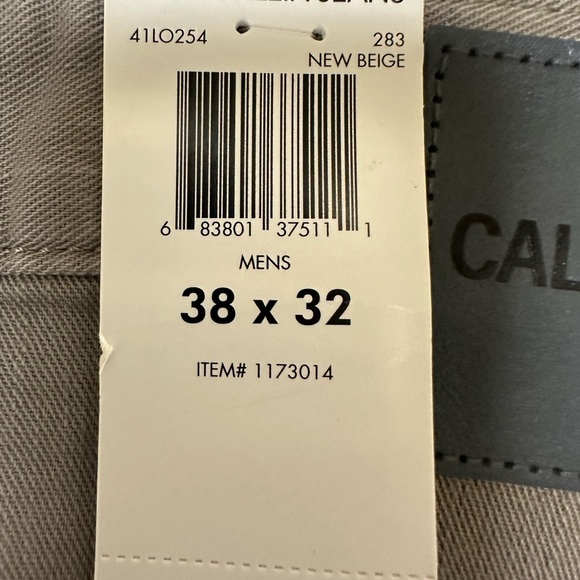 41LO254 283
NEW BEIGE
6 83801 37511 1
MENS
38 x 32
ITEM# 1173014
CAL